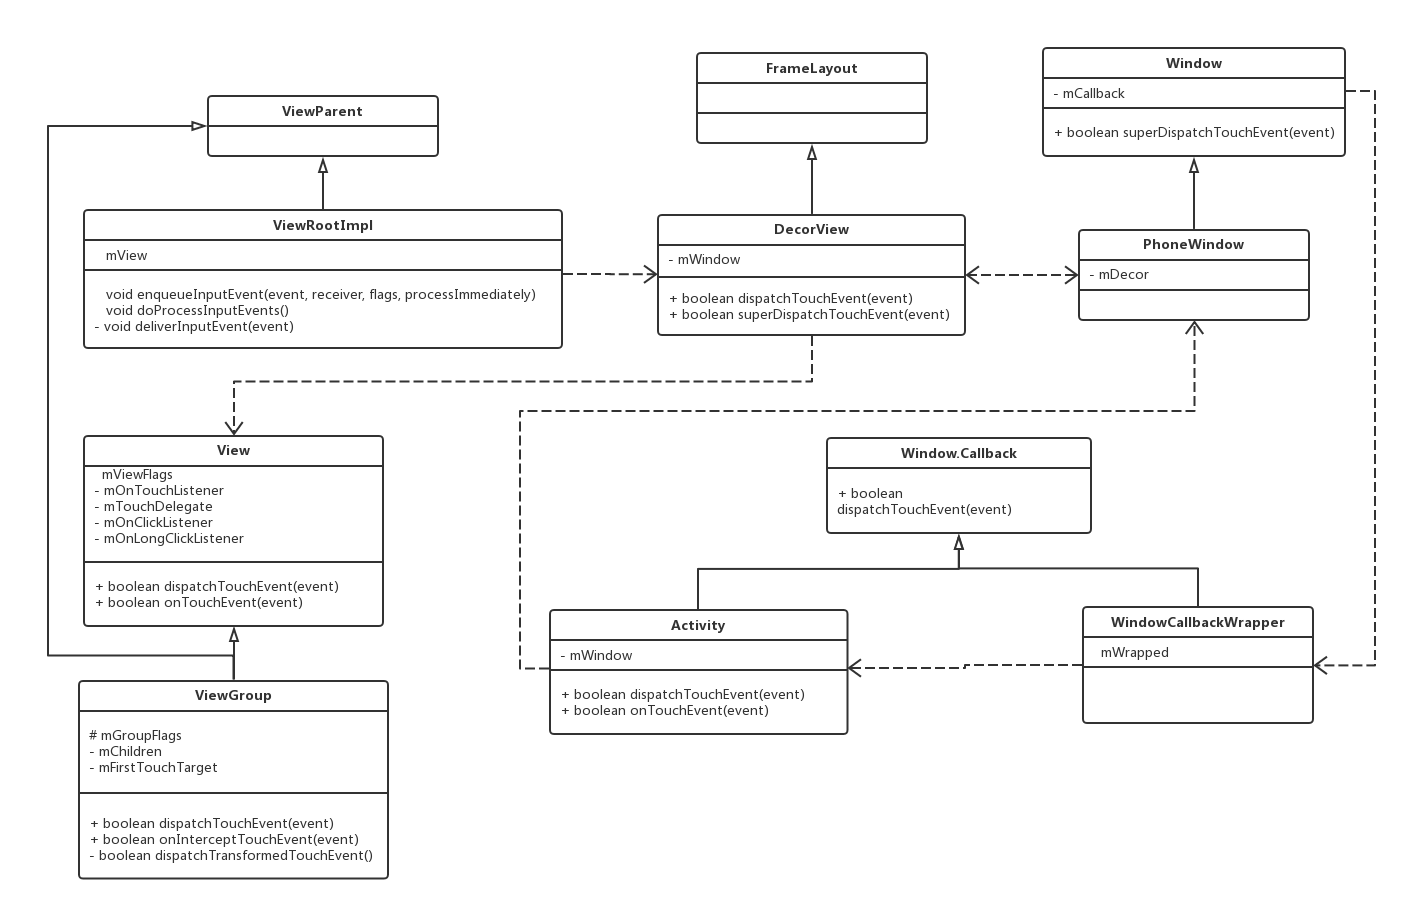 FrameLayout
Window
- mCallback
+ boolean superDispatchTouchEvent(event)
ViewParent
ViewRootImpl
mView
void enqueueInputEvent(event, receiver, flags, processImmediately)
void doProcessInputEvents()
- void deliverInputEvent(event)
DecorView
- mWindow
+ boolean dispatchTouchEvent(event)
+ boolean superDispatchTouchEvent(event)
PhoneWindow
- mDecor
View
mViewFlags
- mOnTouchListener
- mTouchDelegate
- mOnClickListener
- mOnLongClickListener
+ boolean dispatchTouchEvent(event)
+ boolean onTouchEvent(event)
Window.Callback
+ boolean
dispatchTouchEvent(event)
Activity
- mWindow
+ boolean dispatchTouchEvent(event)
+ boolean onTouchEvent(event)
WindowCallbackWrapper
mWrapped
ViewGroup
# mGroupFlags
- mChildren
- mFirstTouchTarget
+ boolean dispatchTouchEvent(event)
+ boolean onInterceptTouchEvent(event)
- boolean dispatchTransformedTouchEvent()